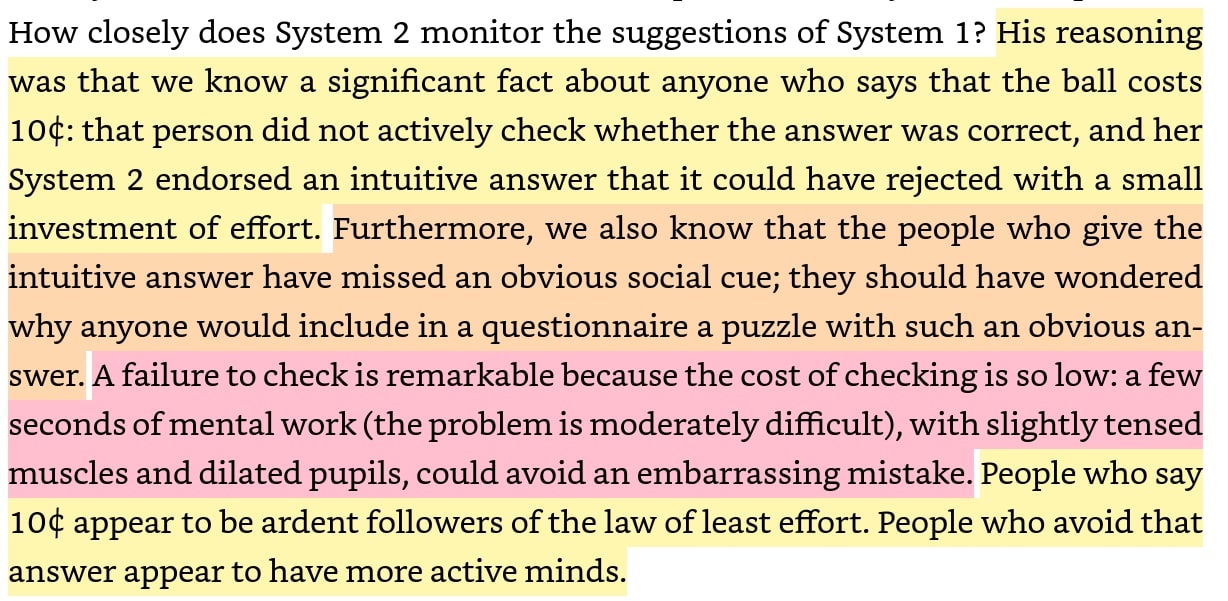 How closely does System 2 monitor the suggestions of System 1? His reasoning
was that we know a significant fact about anyone who says that the ball costs
10¢: that person did not actively check whether the answer was correct, and her
System 2 endorsed an intuitive answer that it could have rejected with a small
investment of effort. Furthermore, we also know that the people who give the
intuitive answer have missed an obvious social cue; they should have wondered
why anyone would include in a questionnaire a puzzle with such an obvious an-
swer. A failure to check is remarkable because the cost of checking is so low: a few
seconds of mental work (the problem is moderately difficult), with slightly tensed
muscles and dilated pupils, could avoid an embarrassing mistake. People who say
10¢ appear to be ardent followers of the law of least effort. People who avoid that
answer appear to have more active minds.